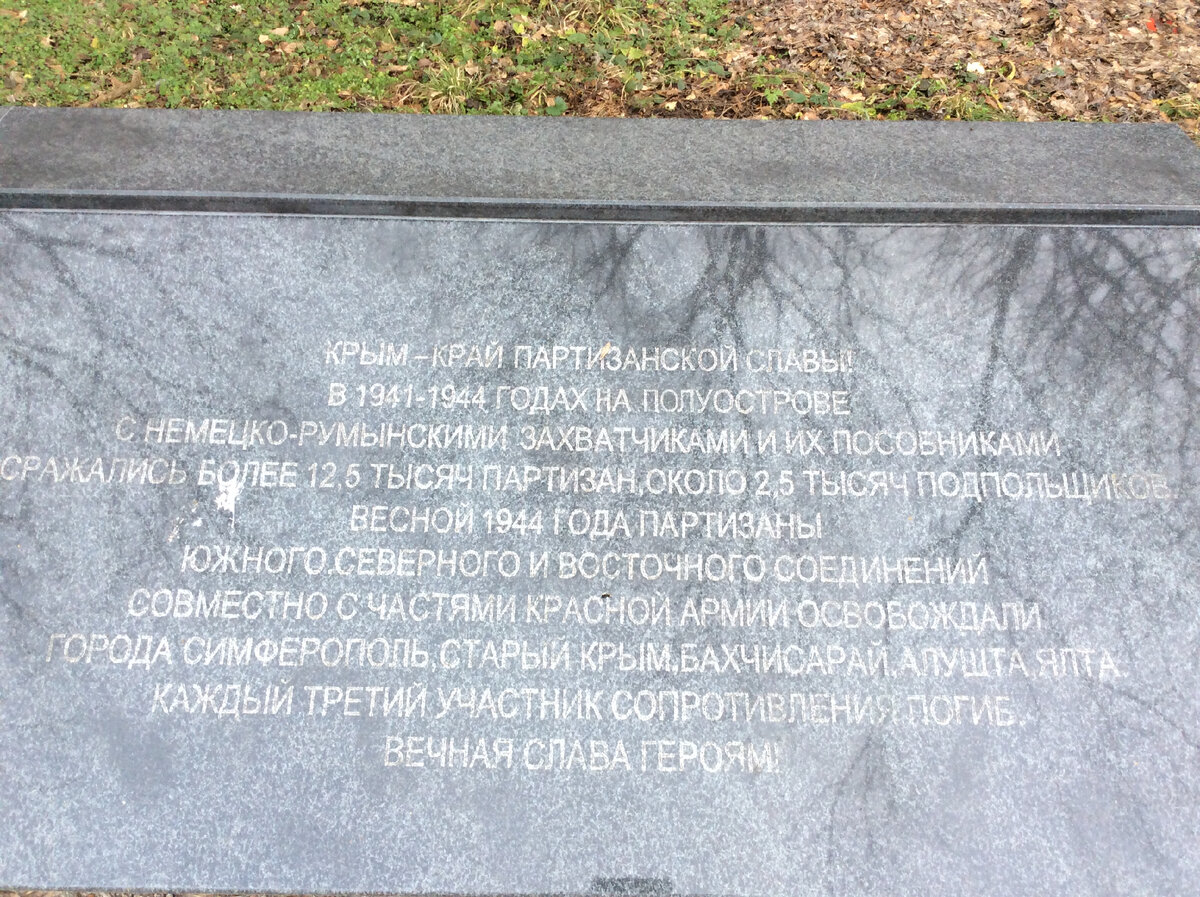 КРЫМ – КРАЙ ПАРТИЗАНСКОЙ СЛАВЫ!
В 1941-1944 ГОДАХ НА ПОЛУОСТРОВЕ
С НЕМЕЦКО-РУМЫНСКИМИ ЗАХВАТЧИКАМИ И ИХ ПОСОБНИКАМИ
СРАЖАЛИСЬ БОЛЕЕ 12,5 ТЫСЯЧ ПАРТИЗАН, ОКОЛО 2,5 ТЫСЯЧ ПОДПОЛЬЩИКОВ.
ВЕСНОЙ 1944 ГОДА ПАРТИЗАНЫ
ЮЖНОГО, СЕВЕРНОГО И ВОСТОЧНОГО СОЕДИНЕНИЙ
СОВМЕСТНО С ЧАСТЯМИ КРАСНОЙ АРМИИ ОСВОБОЖДАЛИ
ГОРОДА СИМФЕРОПОЛЬ, СТАРЫЙ КРЫМ, БАХЧИСАРАЙ, АЛУШТА, ЯЛТА.
КАЖДЫЙ ТРЕТИЙ УЧАСТНИК СОПРОТИВЛЕНИЯ ПОГИБ.
ВЕЧНАЯ СЛАВА ГЕРОЯМ!